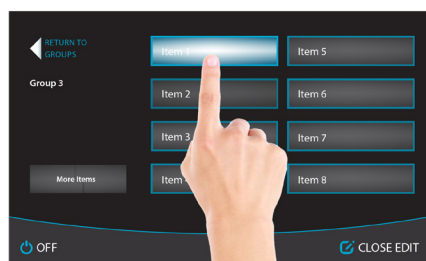 RETURN TO
GROUPS
Group 3
Item 1
Item 5
Item 2
Item 6
Item 3
Item 7
Item
Item 8
More Items
OFF
CLOSE EDIT